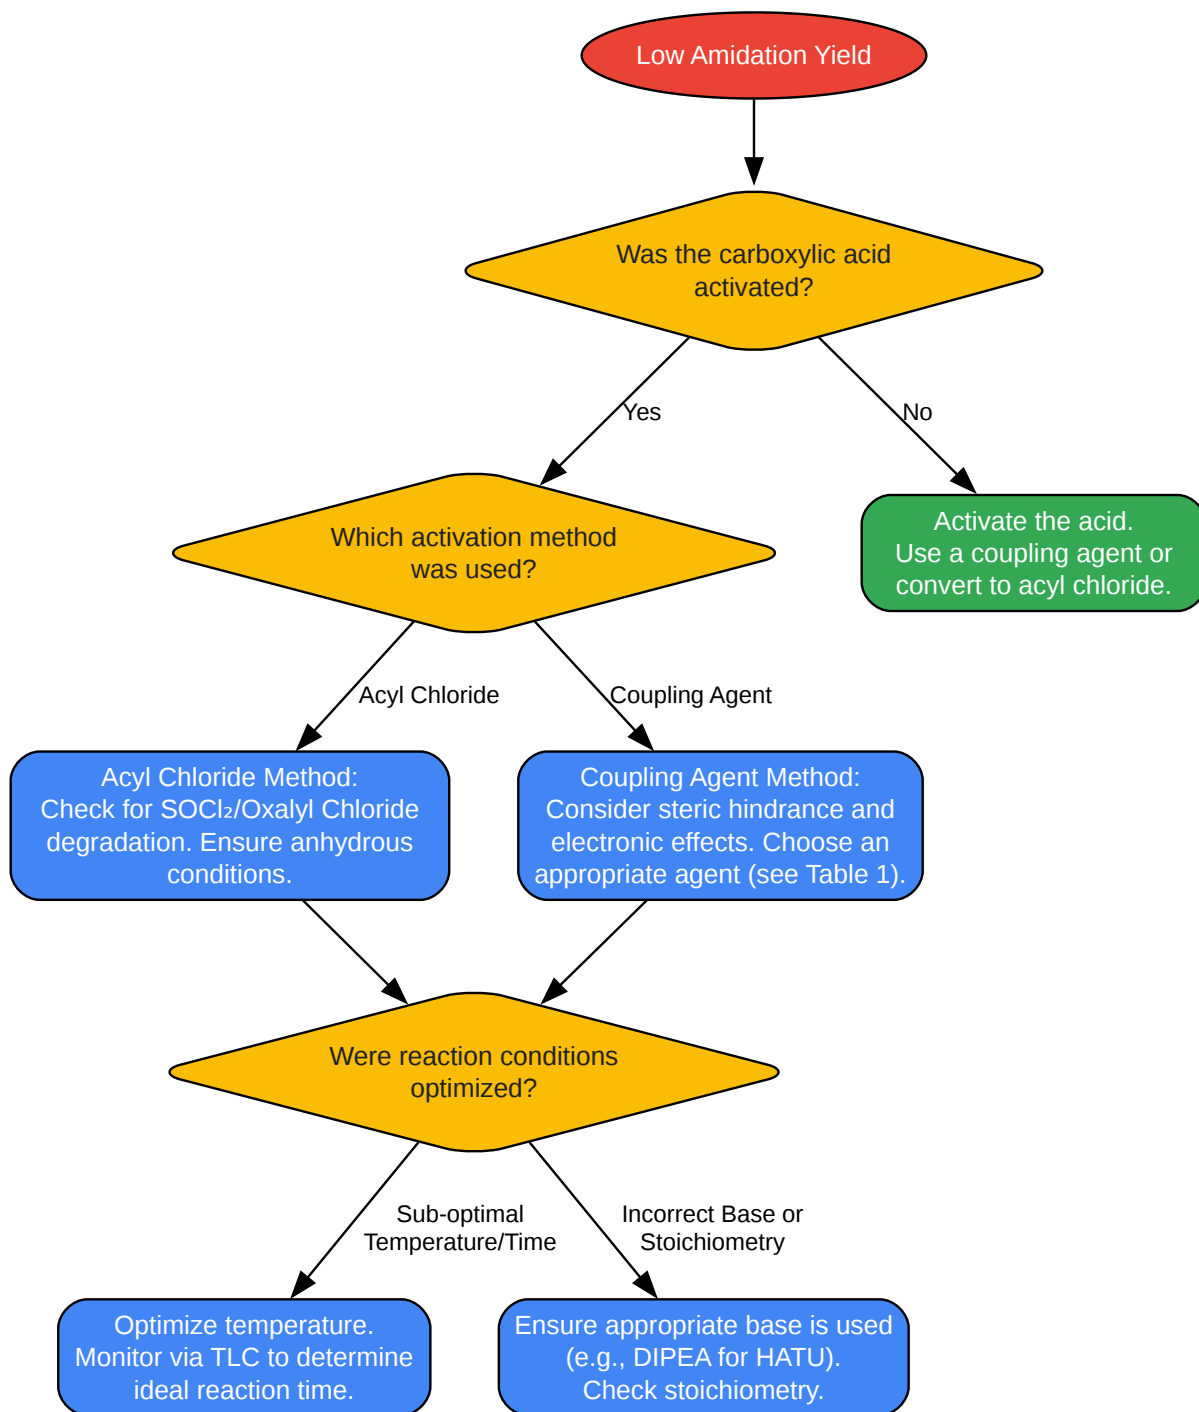 Low Amidation Yield
Was the carboxylic acid
activated?
Yes
No
Which activation method
was used?
Activate the acid.
Use a coupling agent or
convert to acyl chloride.
Acyl Chloride
Coupling Agent
Acyl Chloride Method:
Check for SOCl₂/Oxalyl Chloride
degradation. Ensure anhydrous
conditions.
Coupling Agent Method:
Consider steric hindrance and
electronic effects. Choose an
appropriate agent (see Table 1).
Were reaction conditions
optimized?
Sub-optimal
Temperature/Time
Incorrect Base or
Stoichiometry
Optimize temperature.
Monitor via TLC to determine
ideal reaction time.
Ensure appropriate base is used
(e.g., DIPEA for HATU).
Check stoichiometry.